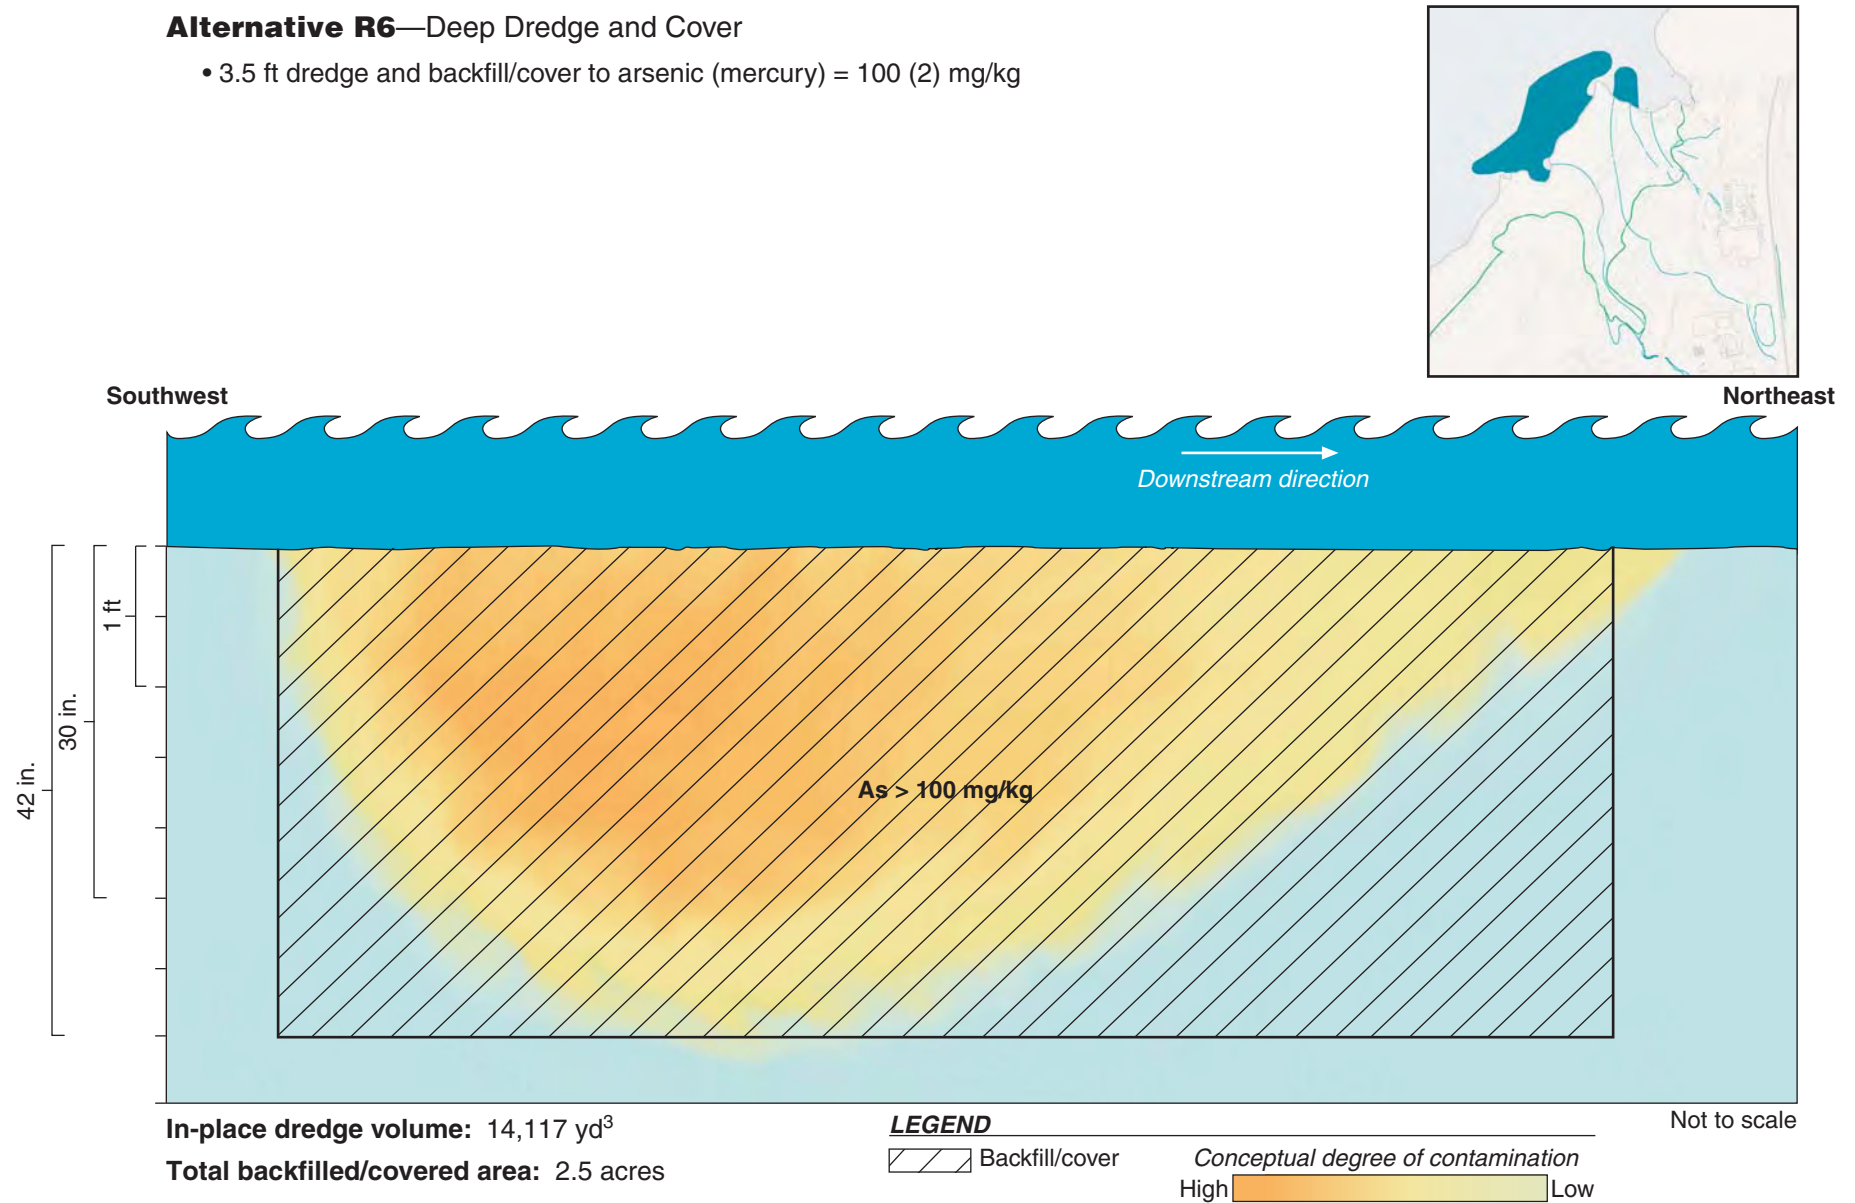 Alternative R6—Deep Dredge and Cover
• 3.5 ft dredge and backfill/cover to arsenic (mercury) = 100 (2) mg/kg
Southwest
Northeast
Downstream direction
1 ft
30 in.
42 in.
As > 100 mg/kg
In-place dredge volume: 14,117 yd³
Total backfilled/covered area: 2.5 acres
LEGEND
Backfill/cover
Conceptual degree of contamination
High
Low
Not to scale